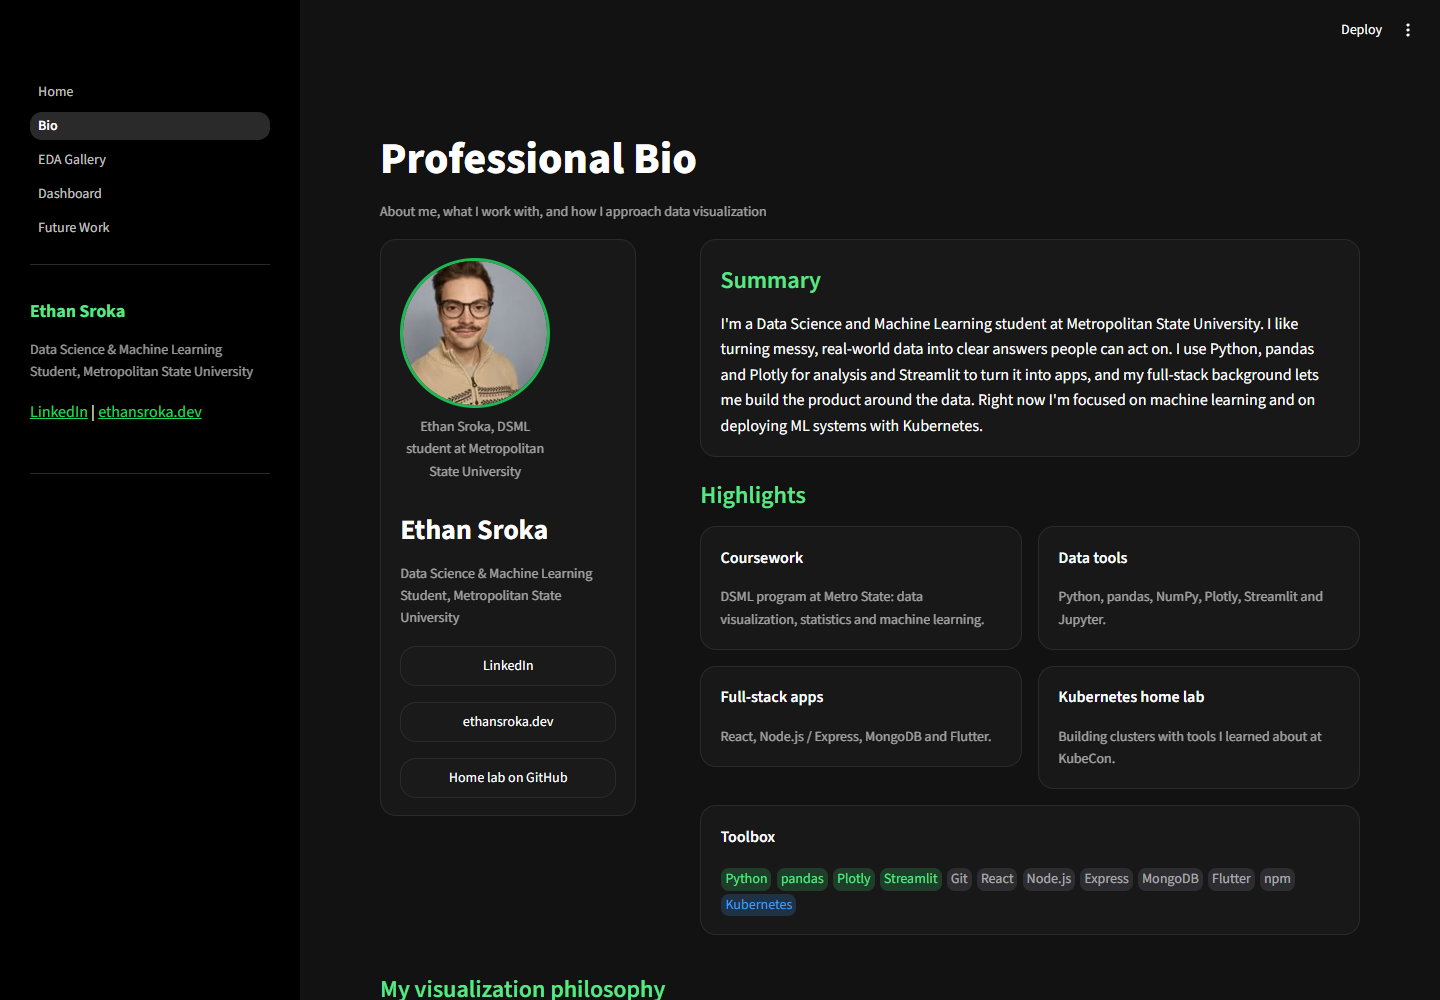 Deploy
Home
Bio
EDA Gallery
Dashboard
Future Work
Ethan Sroka
Data Science & Machine Learning
Student, Metropolitan State University
LinkedIn | ethansroka.dev
Professional Bio
About me, what I work with, and how I approach data visualization
Ethan Sroka, DSML
student at Metropolitan
State University
Ethan Sroka
Data Science & Machine Learning
Student, Metropolitan State
University
LinkedIn
ethansroka.dev
Home lab on GitHub
Summary
I'm a Data Science and Machine Learning student at Metropolitan State University. I like
turning messy, real-world data into clear answers people can act on. I use Python, pandas
and Plotly for analysis and Streamlit to turn it into apps, and my full-stack background lets
me build the product around the data. Right now I'm focused on machine learning and on
deploying ML systems with Kubernetes.
Highlights
Coursework
DSML program at Metro State: data
visualization, statistics and machine learning.
Data tools
Python, pandas, NumPy, Plotly, Streamlit and
Jupyter.
Full-stack apps
React, Node.js / Express, MongoDB and Flutter.
Kubernetes home lab
Building clusters with tools I learned about at
KubeCon.
Toolbox
Python pandas Plotly Streamlit Git React Node.js Express MongoDB Flutter npm
Kubernetes
My visualization philosophy